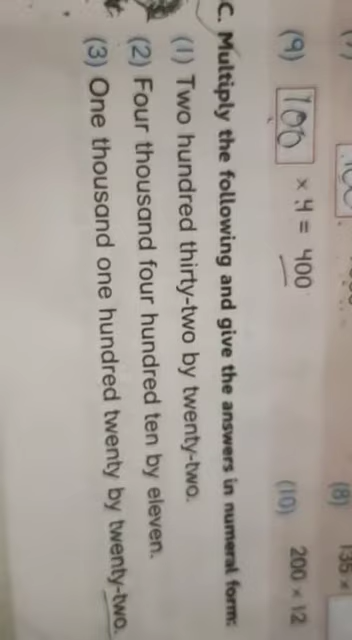 (8) 135 ×
(9) 100 × 4 = 400
(10) 200 × 12
C. Multiply the following and give the answers in numeral form:
(1) Two hundred thirty-two by twenty-two.
(2) Four thousand four hundred ten by eleven.
(3) One thousand one hundred twenty by twenty-two.